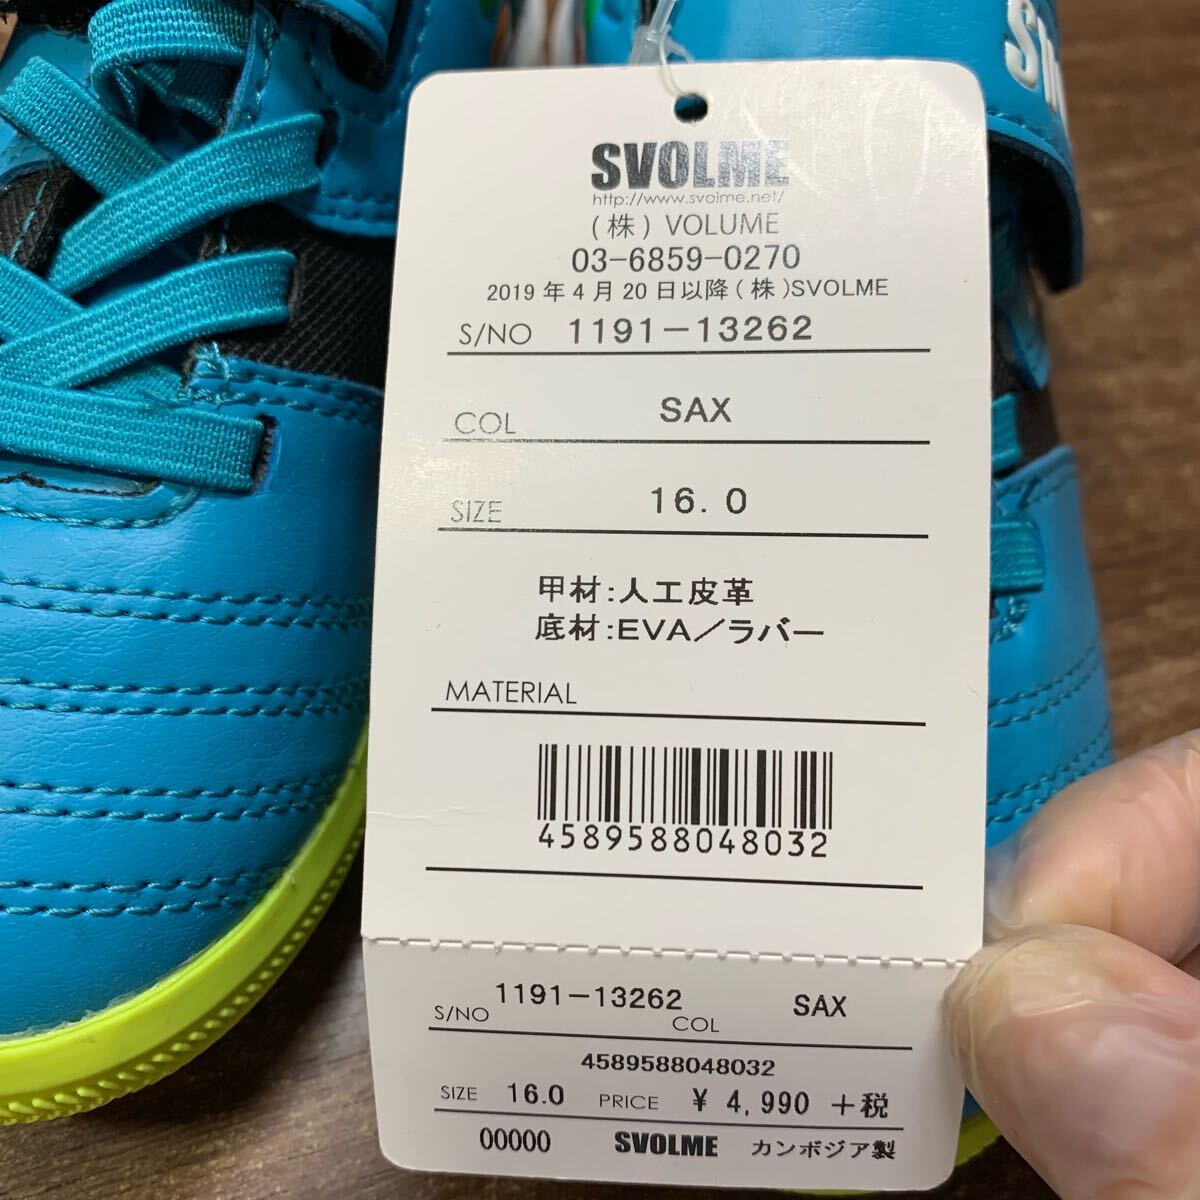 SVOLME
http://www.svolme.net/
(株) VOLUME
03-6859-0270
2019年4月20日以降(株)SVOLME
S/NO 1191-13262
COL SAX
SIZE 16.0
甲材:人工皮革
底材:EVA/ラバー
MATERIAL
4589588048032
S/NO 1191-13262 COL SAX
4589588048032
SIZE 16.0 PRICE ¥ 4,990 +税
00000 SVOLME カンボジア製